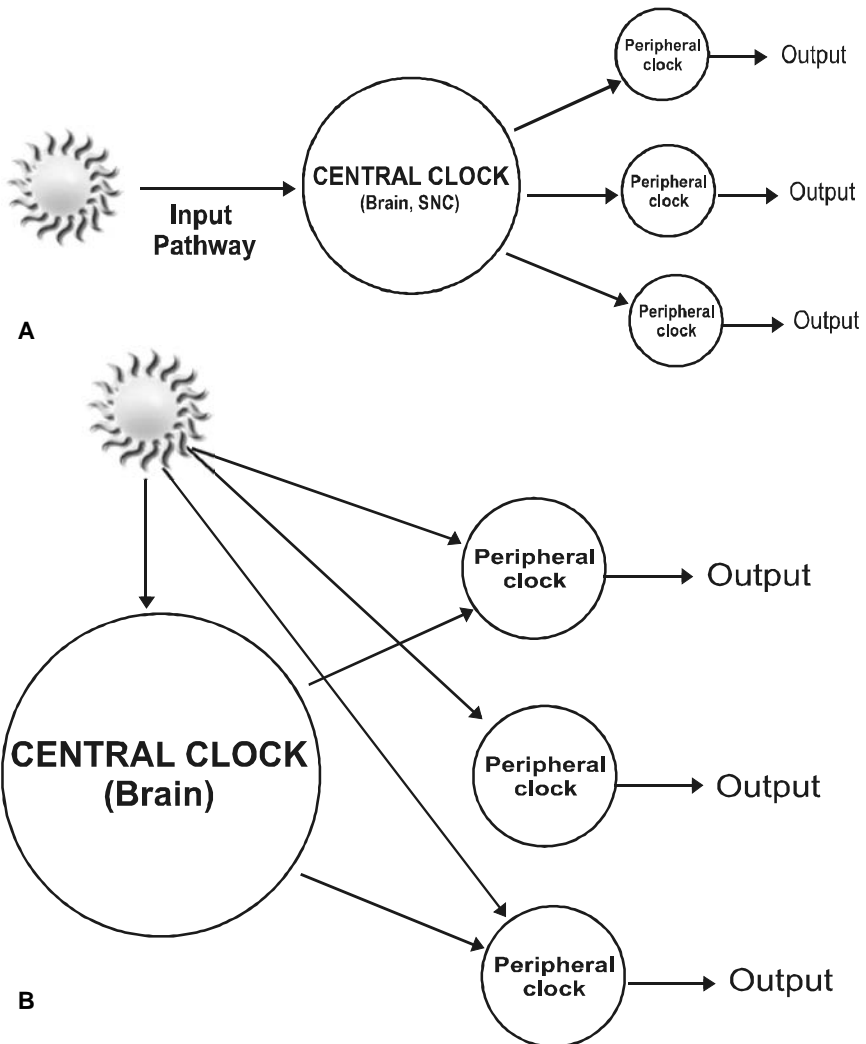 Peripheral
clock
Output
CENTRAL CLOCK
(Brain, SNC)
Input
Pathway
Peripheral
clock
Output
Peripheral
clock
Output
A
Peripheral
clock
Output
CENTRAL CLOCK
(Brain)
Peripheral
clock
Output
Peripheral
clock
Output
B